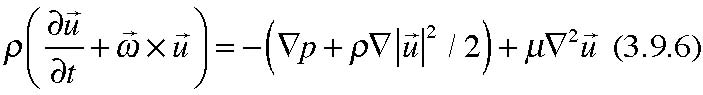 ρ(∂u⃗/∂t + ω⃗ × u⃗) = −(∇p + ρ∇|u⃗|² / 2) + μ∇²u⃗ (3.9.6)